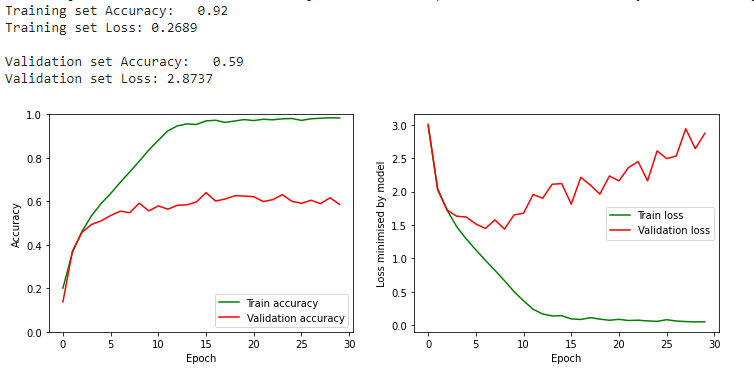 Training set Accuracy:   0.92
Training set Loss: 0.2689
Validation set Accuracy:   0.59
Validation set Loss: 2.8737
1.0
0.8
0.6
0.4
0.2
0.0
Accuracy
Train accuracy
Validation accuracy
0 5 10 15 20 25 30
Epoch
3.0
2.5
2.0
1.5
1.0
0.5
0.0
Loss minimised by model
Train loss
Validation loss
0 5 10 15 20 25 30
Epoch